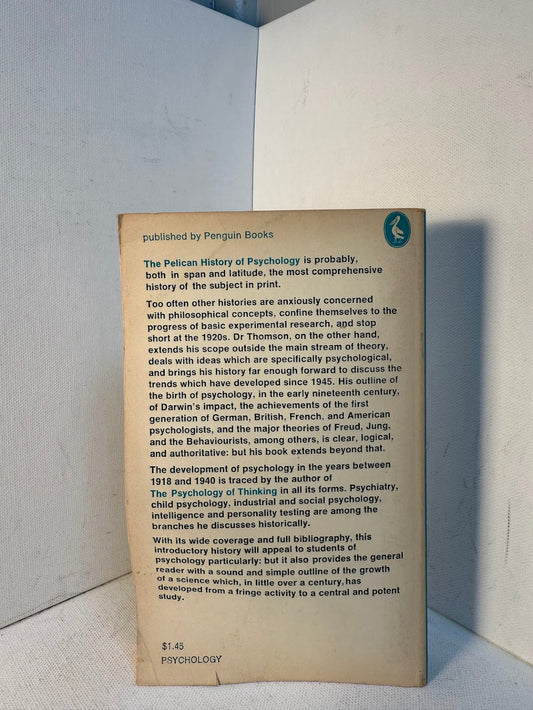 published by Penguin Books
The Pelican History of Psychology is probably,
both in span and latitude, the most comprehensive
history of the subject in print.
Too often other histories are anxiously concerned
with philosophical concepts, confine themselves to the
progress of basic experimental research, and stop
short at the 1920s. Dr Thomson, on the other hand,
extends his scope outside the main stream of theory,
deals with ideas which are specifically psychological,
and brings his history far enough forward to discuss the
trends which have developed since 1945. His outline of
the birth of psychology, in the early nineteenth century,
of Darwin's impact, the achievements of the first
generation of German, British, French, and American
psychologists, and the major theories of Freud, Jung,
and the Behaviourists, among others, is clear, logical,
and authoritative: but his book extends beyond that.
The development of psychology in the years between
1918 and 1940 is traced by the author of
The Psychology of Thinking in all its forms. Psychiatry,
child psychology, industrial and social psychology,
intelligence and personality testing are among the
branches he discusses historically.
With its wide coverage and full bibliography, this
introductory history will appeal to students of
psychology particularly: but it also provides the general
reader with a sound and simple outline of the growth
of a science which, in little over a century, has
developed from a fringe activity to a central and potent
study.
$1.45
PSYCHOLOGY